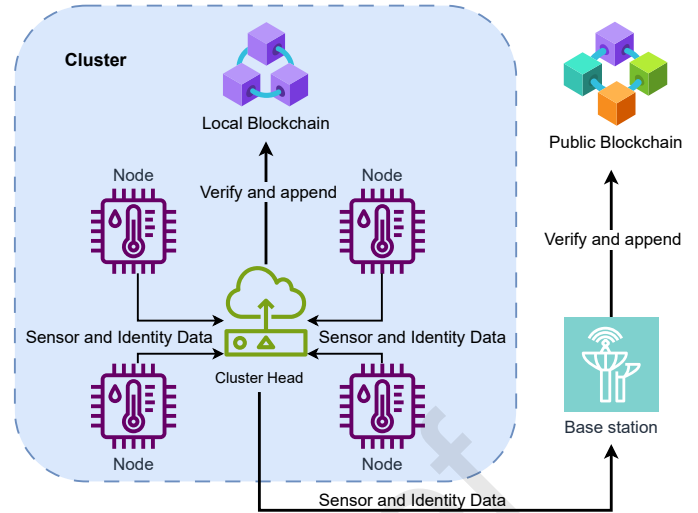 Cluster
Local Blockchain
Public Blockchain
Node
Node
Verify and append
Verify and append
Sensor and Identity Data
Sensor and Identity Data
Cluster Head
Base station
Node
Node
Sensor and Identity Data